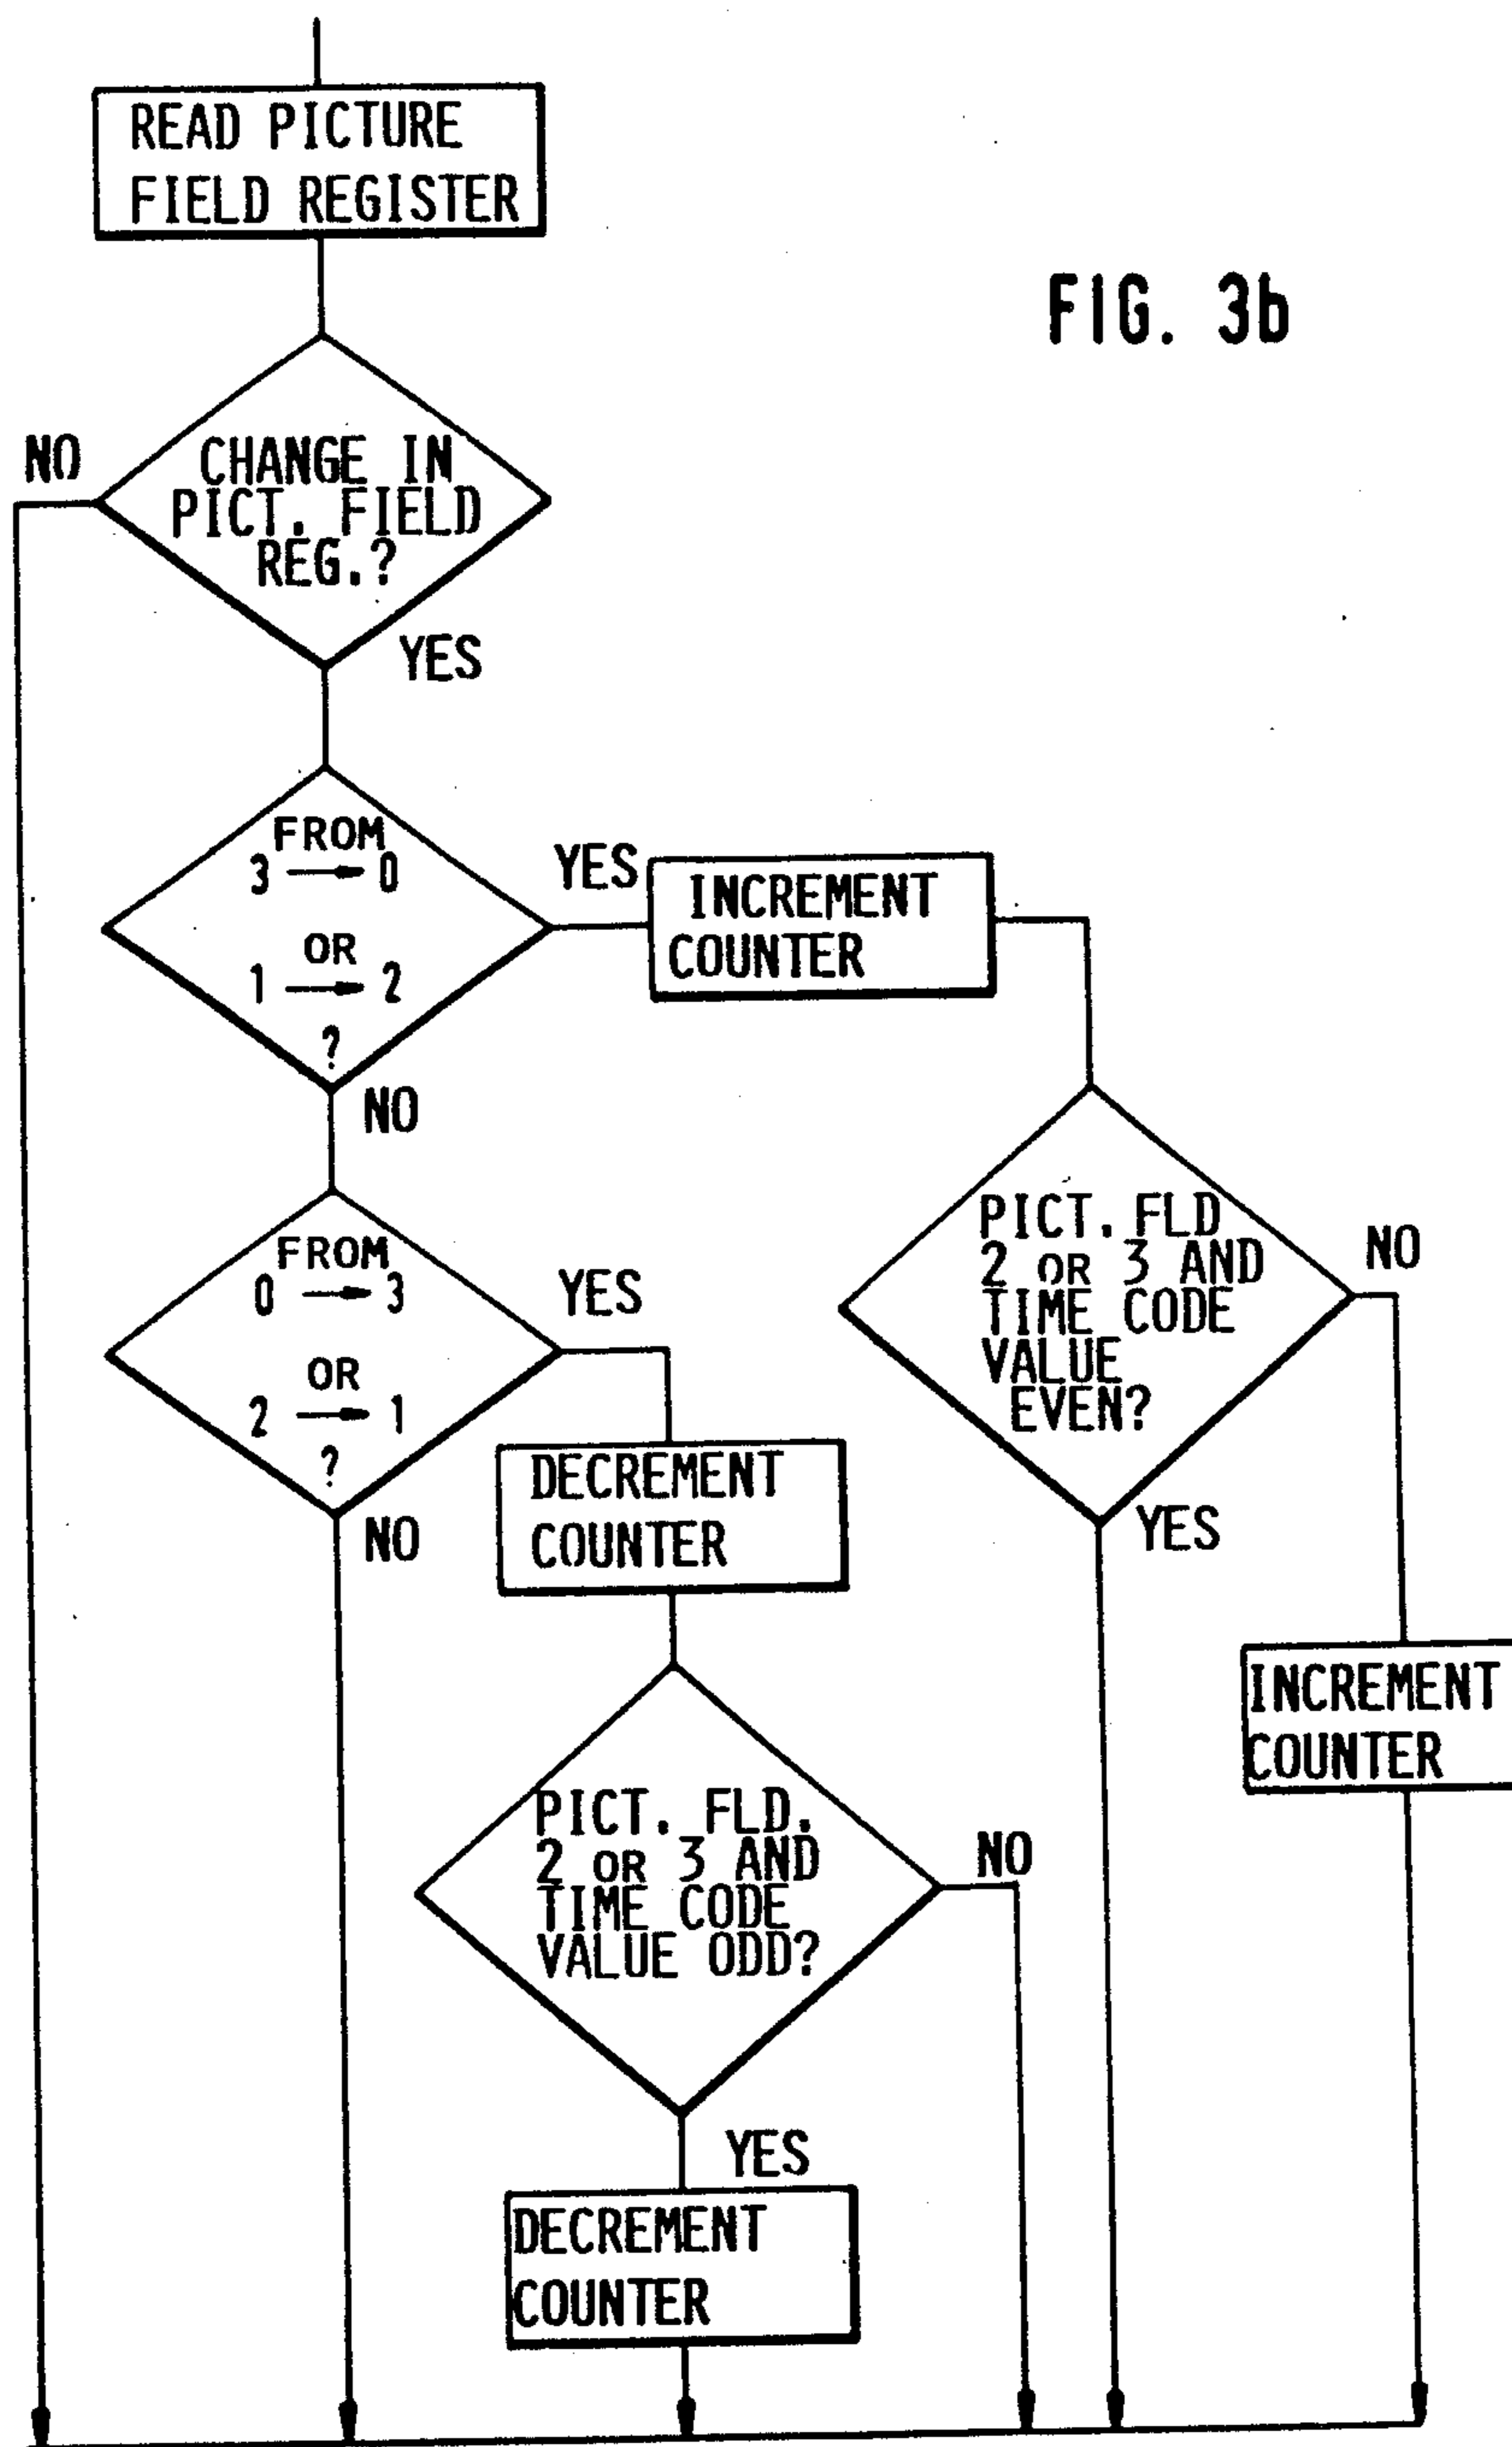 READ PICTURE
FIELD REGISTER
FIG. 3b
NO
CHANGE IN
PICT. FIELD
REG.?
YES
FROM
3 → 0
OR
1 → 2
?
YES
INCREMENT
COUNTER
NO
FROM
0 → 3
OR
2 → 1
?
YES
NO
PICT. FLD
2 OR 3 AND
TIME CODE
VALUE
EVEN?
NO
YES
DECREMENT
COUNTER
INCREMENT
COUNTER
PICT. FLD.
2 OR 3 AND
TIME CODE
VALUE ODD?
NO
YES
DECREMENT
COUNTER